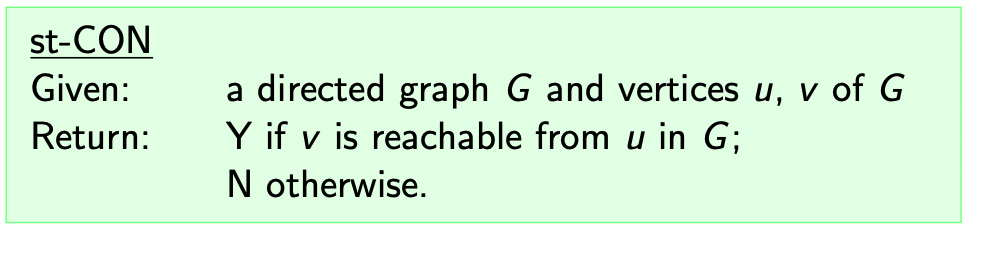 st-CON
Given: a directed graph G and vertices u, v of G
Return: Y if v is reachable from u in G;
N otherwise.